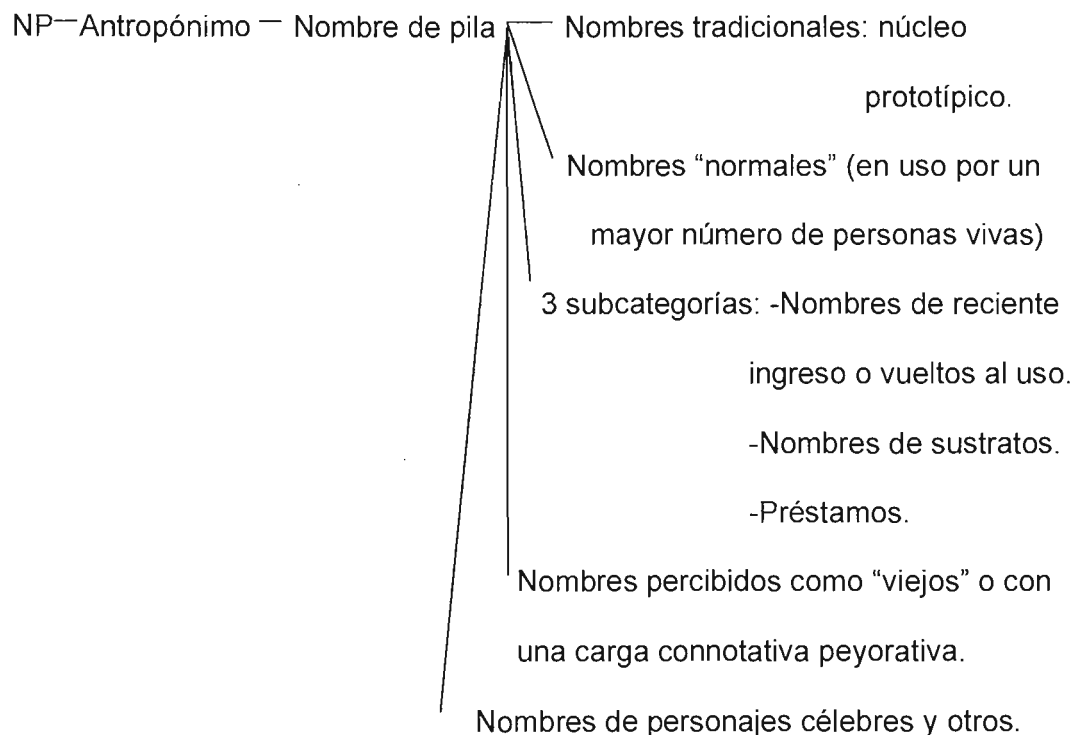 NP — Antropónimo — Nombre de pila — Nombres tradicionales: núcleo
prototípico.
Nombres “normales” (en uso por un
mayor número de personas vivas)
3 subcategorías: -Nombres de reciente
ingreso o vueltos al uso.
-Nombres de sustratos.
-Préstamos.
Nombres percibidos como “viejos” o con
una carga connotativa peyorativa.
Nombres de personajes célebres y otros.